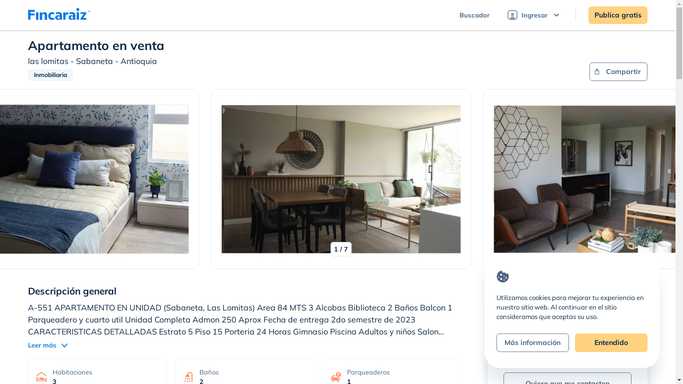 Fincaraiz
Buscador
Ingresar
Publica gratis
Apartamento en venta
las lomitas - Sabaneta - Antioquia
Inmobiliaria
Compartir
1 / 7
Descripción general
A-551 APARTAMENTO EN UNIDAD (Sabaneta, Las Lomitas) Area 84 MTS 3 Alcobas Biblioteca 2 Baños Balcon 1
Parqueadero y cuarto util Unidad Completa Admon 250 Aprox Fecha de entrega 2do semestre de 2023
CARACTERISTICAS DETALLADAS Estrato 5 Piso 15 Porteria 24 Horas Gimnasio Piscina Adultos y niños Salon...
Leer más
Habitaciones
3
Baños
2
Parqueaderos
1
Utilizamos cookies para mejorar tu experiencia en
nuestro sitio web. Al continuar en el sitio
consideramos que aceptas su uso.
Más información
Entendido
Quiero que me contacten